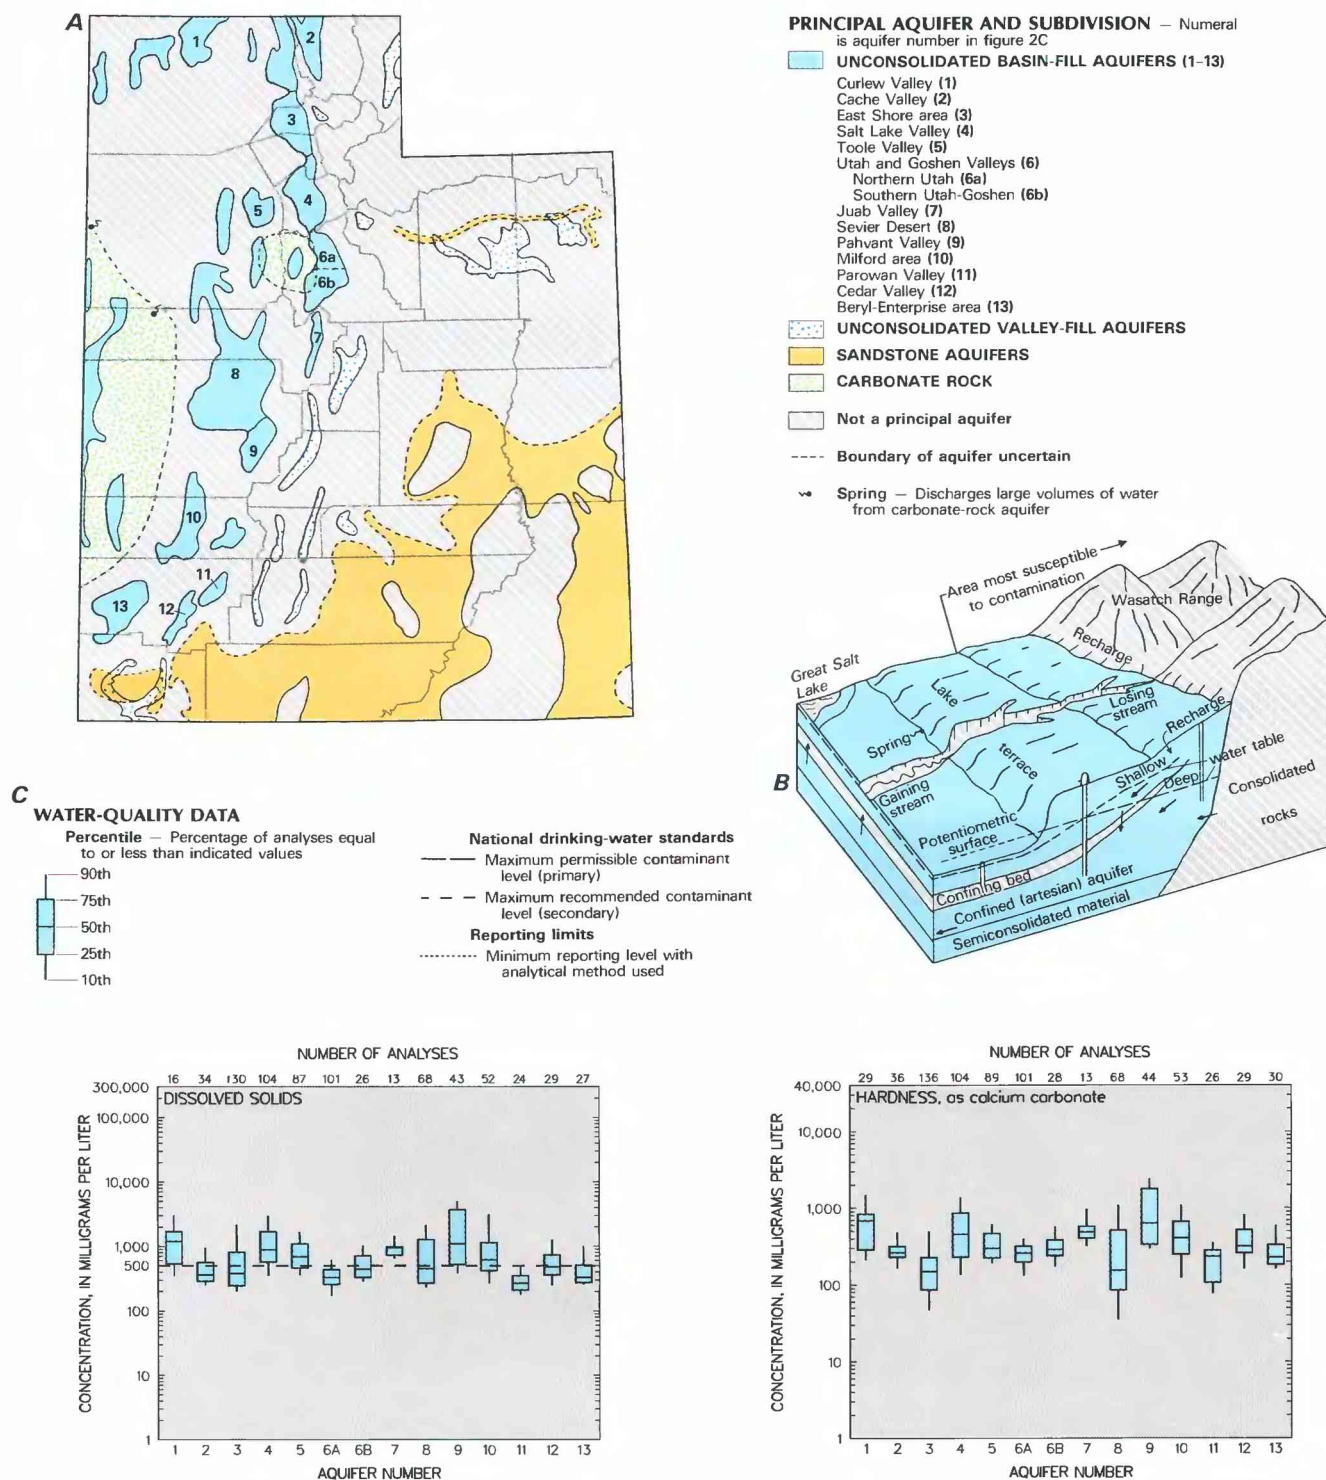 A
1
2
3
4
5
6a
6b
7
8
9
10
11
12
13
PRINCIPAL AQUIFER AND SUBDIVISION — Numeral
is aquifer number in figure 2C
UNCONSOLIDATED BASIN-FILL AQUIFERS (1-13)
Curlew Valley (1)
Cache Valley (2)
East Shore area (3)
Salt Lake Valley (4)
Toole Valley (5)
Utah and Goshen Valleys (6)
Northern Utah (6a)
Southern Utah-Goshen (6b)
Juab Valley (7)
Sevier Desert (8)
Pahvant Valley (9)
Milford area (10)
Parowan Valley (11)
Cedar Valley (12)
Beryl-Enterprise area (13)
UNCONSOLIDATED VALLEY-FILL AQUIFERS
SANDSTONE AQUIFERS
CARBONATE ROCK
Not a principal aquifer
Boundary of aquifer uncertain
Spring — Discharges large volumes of water
from carbonate-rock aquifer
B
Area most susceptible
to contamination
Wasatch Range
Recharge
Great Salt
Lake
Lake
terrace
Losing
stream
Recharge
Spring
Gaining
stream
Shallow
Deep
water table
Consolidated
rocks
Potentiometric
surface
Confining bed
Confined (artesian) aquifer
Semiconsolidated material
C
WATER-QUALITY DATA
Percentile — Percentage of analyses equal
to or less than indicated values
90th
75th
50th
25th
10th
National drinking-water standards
Maximum permissible contaminant
level (primary)
Maximum recommended contaminant
level (secondary)
Reporting limits
Minimum reporting level with
analytical method used
NUMBER OF ANALYSES
16 34 130 104 87 101 26 13 68 43 52 24 29 27
DISSOLVED SOLIDS
CONCENTRATION, IN MILLIGRAMS PER LITER
300,000
100,000
10,000
1,000
500
100
10
1
1 2 3 4 5 6A 6B 7 8 9 10 11 12 13
AQUIFER NUMBER
NUMBER OF ANALYSES
29 36 136 104 89 101 28 13 68 44 53 26 29 30
HARDNESS, as calcium carbonate
CONCENTRATION, IN MILLIGRAMS PER LITER
40,000
10,000
1,000
100
10
1
1 2 3 4 5 6A 6B 7 8 9 10 11 12 13
AQUIFER NUMBER